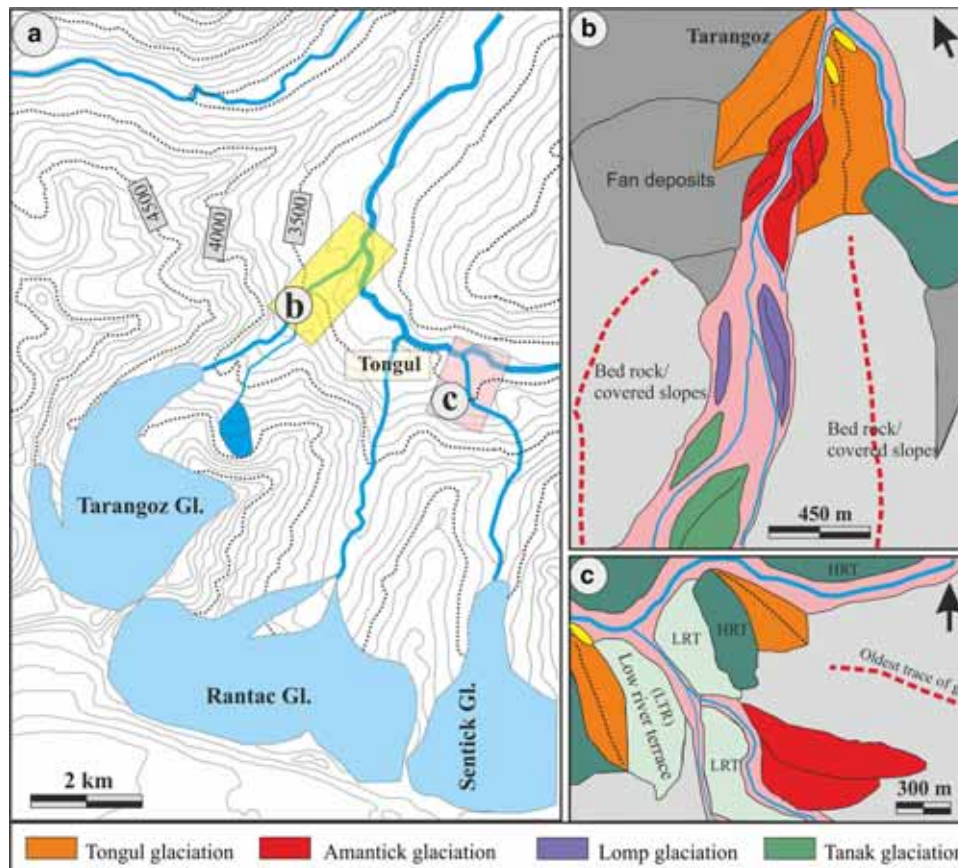 a
4500
4000
3500
b
Tongul
c
Tarangoz Gl.
Rantac Gl.
Sentick Gl.
2 km
b
Tarangoz
Fan deposits
Bed rock/
covered slopes
Bed rock/
covered slopes
450 m
c
HRT
LRT
HRT
Low river terrace
(LTR)
LRT
Oldest trace of g
300 m
Tongul glaciation
Amantick glaciation
Lomp glaciation
Tanak glaciation